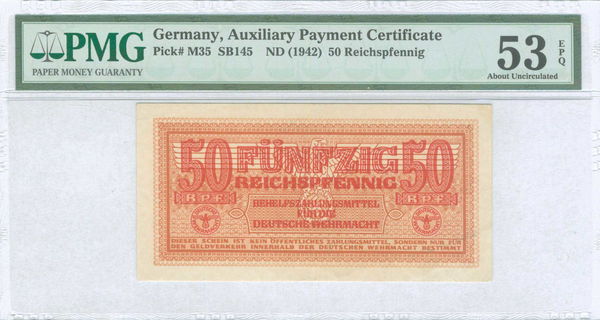 PMG
PAPER MONEY GUARANTY
Germany, Auxiliary Payment Certificate
Pick# M35 SB145 ND (1942) 50 Reichspfennig
53 EPQ
About Uncirculated
50 FÜNFZIG 50
REICHSPFENNIG
R.P.F. BEHELFSZAHLUNGSMITTEL R.P.F.
FÜR DIE
DEUTSCHE WEHRMACHT
DIESER SCHEIN IST KEIN ÖFFENTLICHES ZAHLUNGSMITTEL, SONDERN NUR FÜR
DEN GELDVERKEHR INNERHALB DER DEUTSCHEN WEHRMACHT BESTIMMT